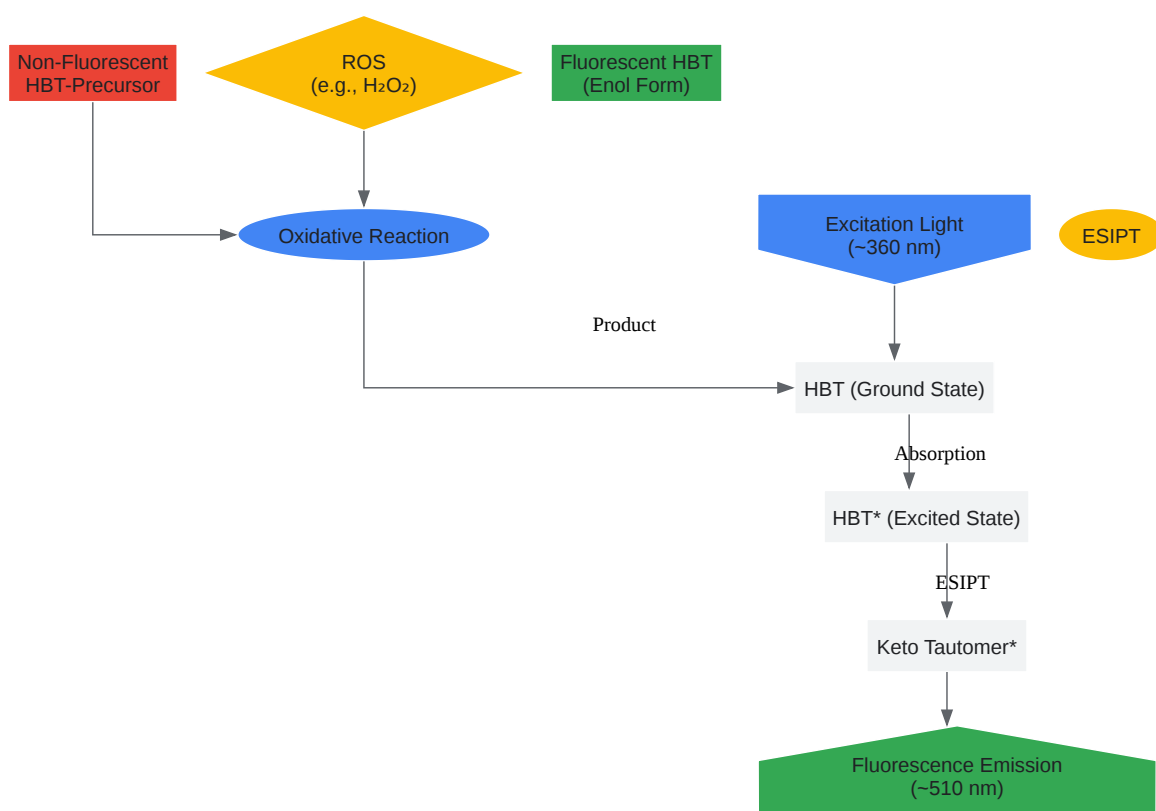 Non-Fluorescent
HBT-Precursor
ROS
(e.g., H₂O₂)
Fluorescent HBT
(Enol Form)
Oxidative Reaction
Excitation Light
(~360 nm)
ESIPT
Product
HBT (Ground State)
Absorption
HBT* (Excited State)
ESIPT
Keto Tautomer*
Fluorescence Emission
(~510 nm)